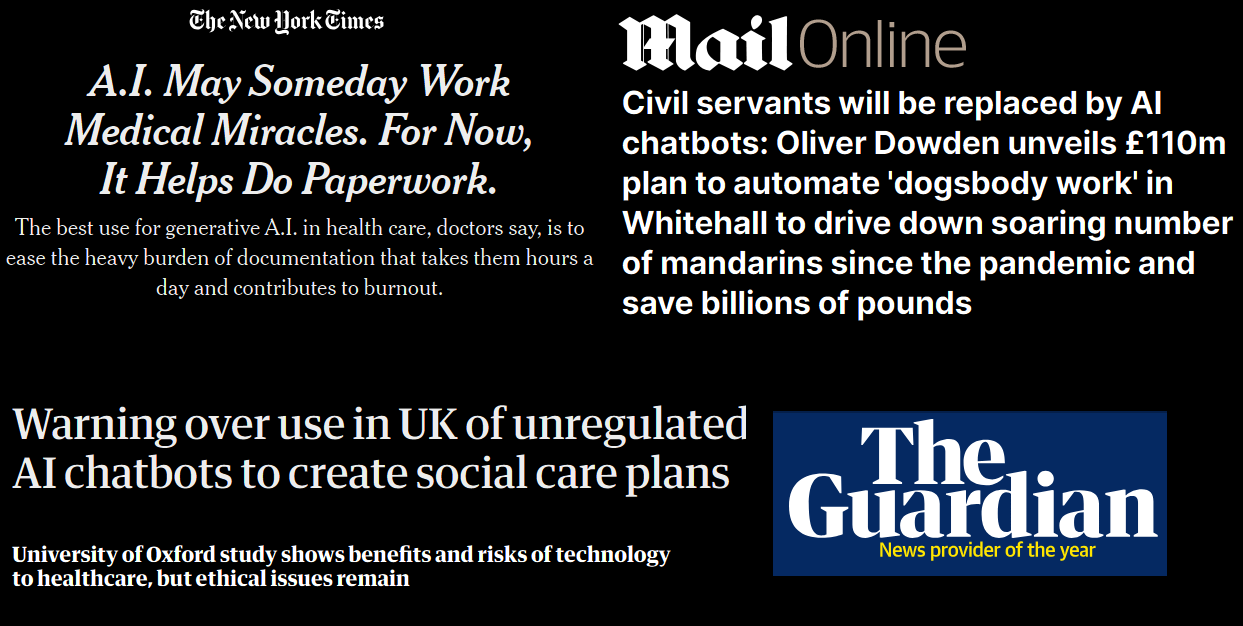 The New York Times
A.I. May Someday Work
Medical Miracles. For Now,
It Helps Do Paperwork.
The best use for generative A.I. in health care, doctors say, is to
ease the heavy burden of documentation that takes them hours a
day and contributes to burnout.
Mail Online
Civil servants will be replaced by AI
chatbots: Oliver Dowden unveils £110m
plan to automate 'dogsbody work' in
Whitehall to drive down soaring number
of mandarins since the pandemic and
save billions of pounds
Warning over use in UK of unregulated
AI chatbots to create social care plans
University of Oxford study shows benefits and risks of technology
to healthcare, but ethical issues remain
The
Guardian
News provider of the year